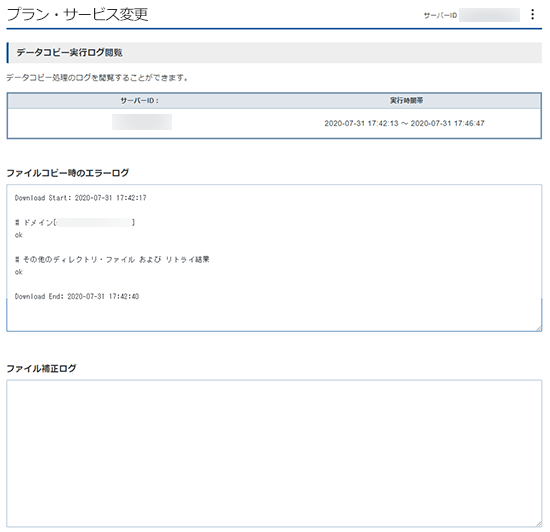 プラン・サービス変更
サーバーID
データコピー実行ログ閲覧
データコピー処理のログを閲覧することができます。
サーバーID： 実行時間帯
2020-07-31 17:42:13 ～ 2020-07-31 17:46:47
ファイルコピー時のエラーログ
Download Start: 2020-07-31 17:42:17
# ドメイン[ ]
ok
# その他のディレクトリ・ファイル および リトライ結果
ok
Download End: 2020-07-31 17:42:40
ファイル補正ログ